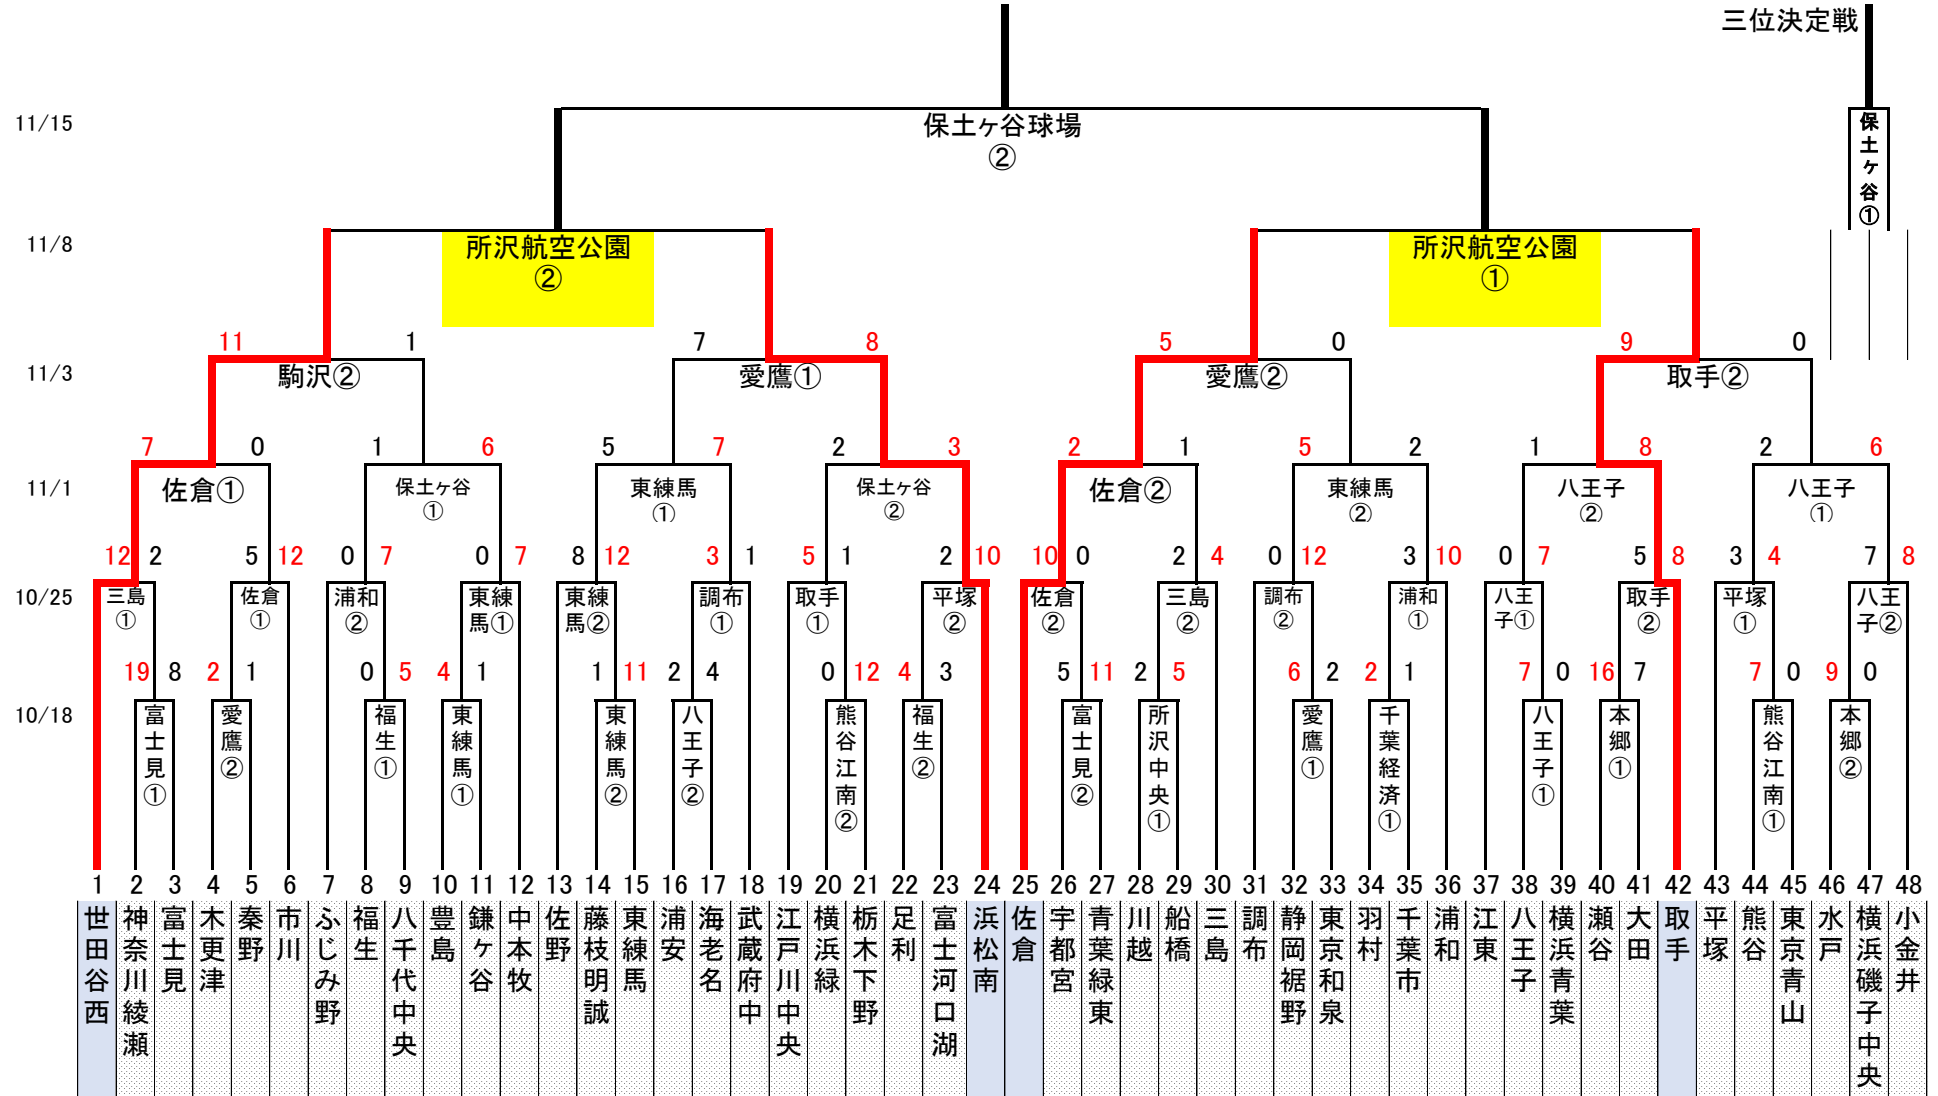 三位決定戦
11/15
保土ヶ谷球場
②
保土ヶ谷①
11/8
所沢航空公園
②
所沢航空公園
①
11 1 7 8 5 0 9 0
11/3
駒沢② 愛鷹① 愛鷹② 取手②
7 0 1 6 5 7 2 3 2 1 5 2 1 8 2 6
11/1
佐倉①
保土ヶ谷
①
東練馬
①
保土ヶ谷
②
佐倉②
東練馬
②
八王子
②
八王子
①
12 2 5 12 0 7 0 7 8 12 3 1 5 1 2 10 10 0 2 4 0 12 3 10 0 7 5 8 3 4 7 8
10/25
三島
①
佐倉
①
浦和
②
東練
馬①
東練
馬②
調布
①
取手
①
平塚
②
佐倉
②
三島
②
調布
②
浦和
①
八王
子①
取手
②
平塚
①
八王
子②
19 8 2 1 0 5 4 1 1 11 2 4 0 12 4 3 5 11 2 5 6 2 2 1 7 0 16 7 7 0 9 0
10/18
富士見①
愛鷹②
福生①
東練馬①
東練馬②
八王子②
熊谷江南②
福生②
富士見②
所沢中央①
愛鷹①
千葉経済①
八王子①
本郷①
熊谷江南①
本郷②
1 2 3 4 5 6 7 8 9 10 11 12 13 14 15 16 17 18 19 20 21 22 23 24 25 26 27 28 29 30 31 32 33 34 35 36 37 38 39 40 41 42 43 44 45 46 47 48
世田谷西
神奈川綾瀬
富士見
木更津
秦野
市川
ふじみ野
福生
八千代中央
豊島
鎌ヶ谷
中本牧
佐野
藤枝明誠
東練馬
浦安
海老名
武蔵府中
江戸川中央
横浜緑
栃木下野
足利
富士河口湖
浜松南
佐倉
宇都宮
青葉緑東
川越
船橋
三島
調布
静岡裾野
東京和泉
羽村
千葉市
浦和
江東
八王子
横浜青葉
瀬谷
大田
取手
平塚
熊谷
東京青山
水戸
横浜磯子中央
小金井